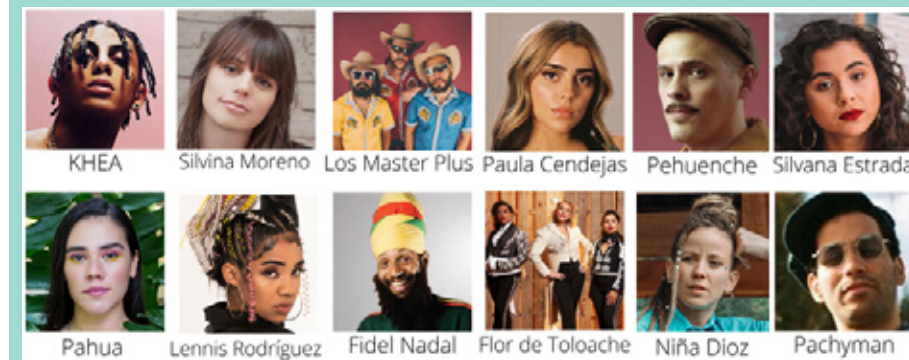 KHEA Silvina Moreno Los Master Plus Paula Cendejas Pehuenche Silvana Estrada
Pahua Lennis Rodríguez Fidel Nadal Flor de Toloache Niña Dioz Pachyman